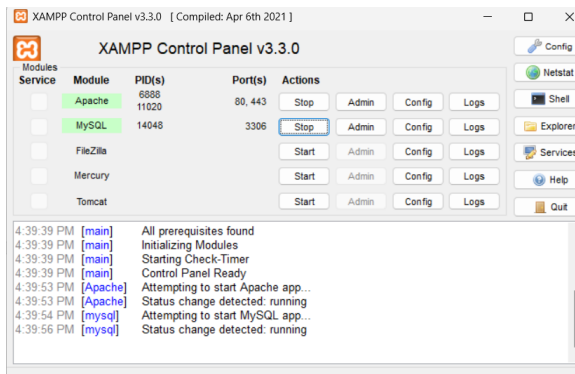 XAMPP Control Panel v3.3.0 [ Compiled: Apr 6th 2021 ]
XAMPP Control Panel v3.3.0
Config
Modules
Service Module PID(s) Port(s) Actions
Netstat
Apache 6888 11020 80, 443 Stop Admin Config Logs
Shell
MySQL 14048 3306 Stop Admin Config Logs
Explorer
FileZilla Start Admin Config Logs
Services
Mercury Start Admin Config Logs
Help
Tomcat Start Admin Config Logs
Quit
4:39:39 PM [main] All prerequisites found
4:39:39 PM [main] Initializing Modules
4:39:39 PM [main] Starting Check-Timer
4:39:39 PM [main] Control Panel Ready
4:39:53 PM [Apache] Attempting to start Apache app...
4:39:53 PM [Apache] Status change detected: running
4:39:54 PM [mysql] Attempting to start MySQL app...
4:39:56 PM [mysql] Status change detected: running